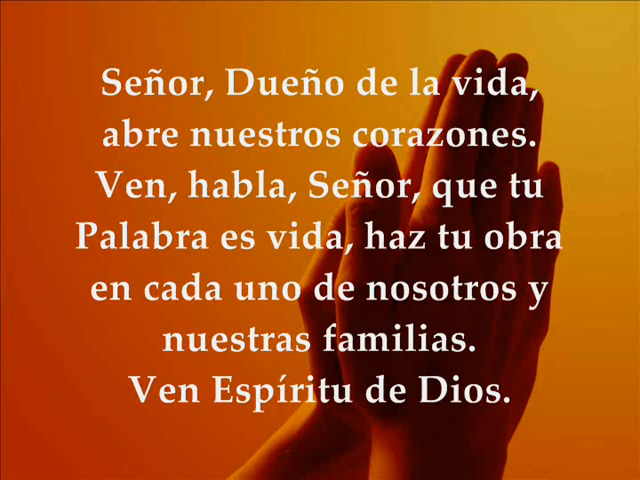 Señor, Dueño de la vida,
abre nuestros corazones.
Ven, habla, Señor, que tu
Palabra es vida, haz tu obra
en cada uno de nosotros y
nuestras familias.
Ven Espíritu de Dios.